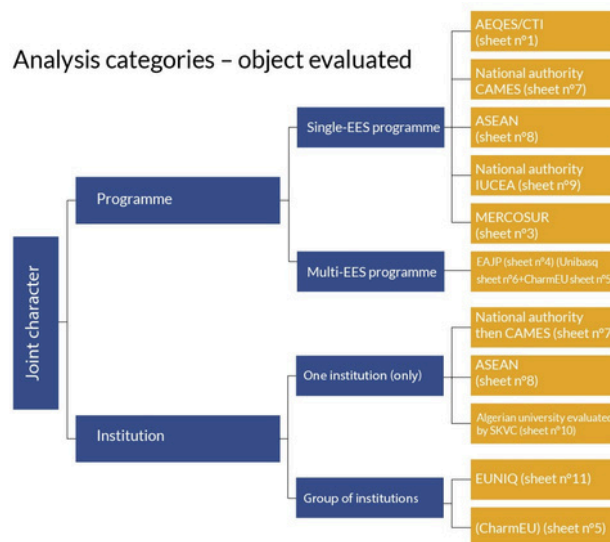 Analysis categories – object evaluated
Joint character
Programme
Single-EES programme
AEQES/CTI
(sheet n°1)
National authority
CAMES (sheet n°7)
ASEAN
(sheet n°8)
National authority
IUCEA (sheet n°9)
MERCOSUR
(sheet n°3)
Multi-EES programme
EAJP (sheet n°4) (Unibasq
sheet n°6+CharmEU sheet n°5
Institution
One institution (only)
National authority
then CAMES (sheet n°7
ASEAN
(sheet n°8)
Algerian university evaluated
by SKVC (sheet n°10)
Group of institutions
EUNIQ (sheet n°11)
(CharmEU) (sheet n°5)